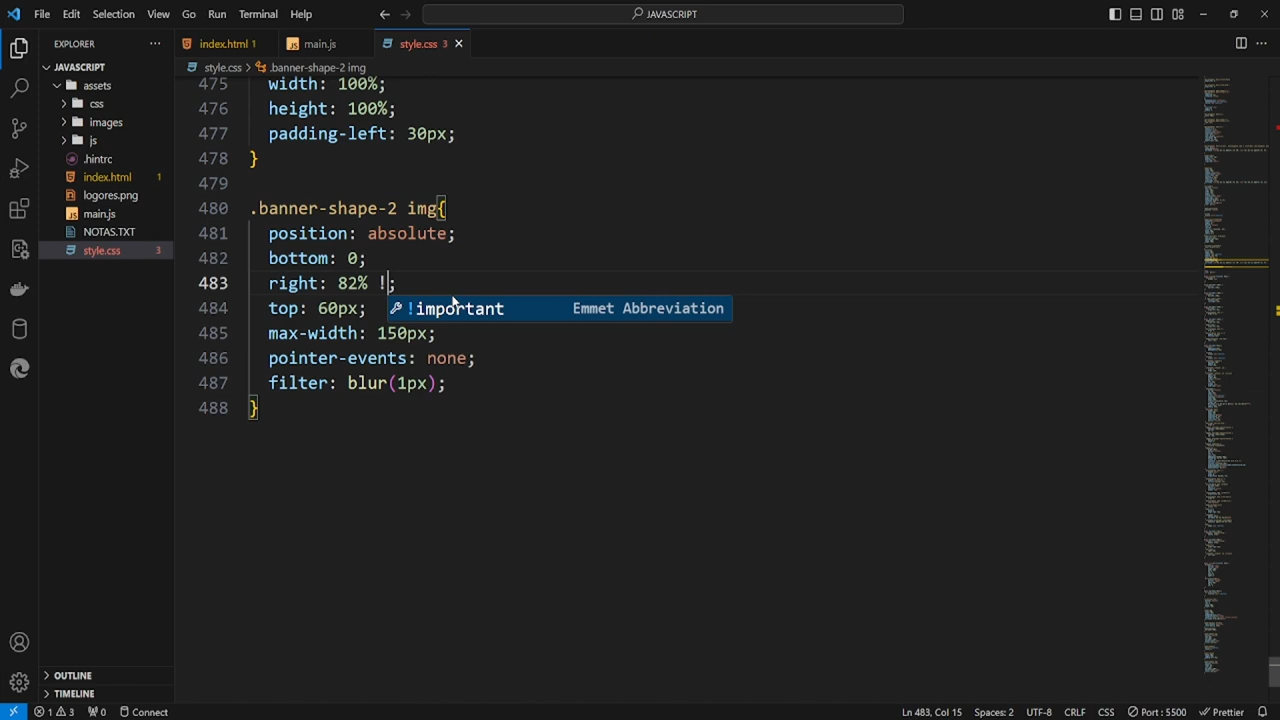 File Edit Selection View Go Run Terminal Help
JAVASCRIPT
EXPLORER
index.html 1
main.js
style.css 3
JAVASCRIPT
style.css > .banner-shape-2 img
assets
css
images
js
.hintrc
index.html 1
logores.png
main.js
NOTAS.TXT
style.css 3
475 width: 100%;
476 height: 100%;
477 padding-left: 30px;
478 }
479
480 .banner-shape-2 img{
481 position: absolute;
482 bottom: 0;
483 right: 82% !;
484 top: 60px;
!important Emmet Abbreviation
485 max-width: 150px;
486 pointer-events: none;
487 filter: blur(1px);
488 }
OUTLINE
TIMELINE
1 3 0 Connect Ln 483, Col 15 Spaces: 2 UTF-8 CRLF CSS Port : 5500 Prettier